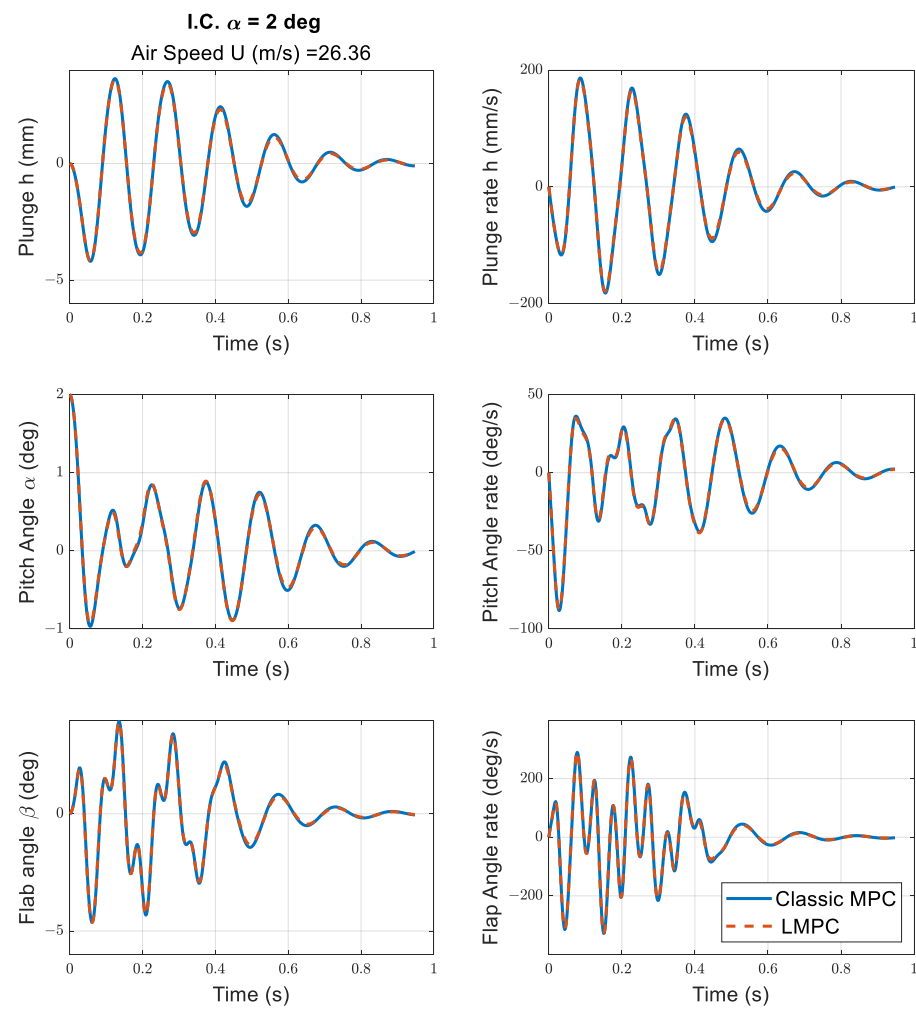 I.C. α = 2 deg
Air Speed U (m/s) =26.36
Plunge h (mm)
0
−5
0 0.2 0.4 0.6 0.8 1
Time (s)
Plunge rate h (mm/s)
200
100
0
−100
−200
0 0.2 0.4 0.6 0.8 1
Time (s)
Pitch Angle α (deg)
2
1
0
−1
0 0.2 0.4 0.6 0.8 1
Time (s)
Pitch Angle rate (deg/s)
50
0
−50
−100
0 0.2 0.4 0.6 0.8 1
Time (s)
Flab angle β (deg)
0
−5
0 0.2 0.4 0.6 0.8 1
Time (s)
Flap Angle rate (deg/s)
200
0
−200
0 0.2 0.4 0.6 0.8 1
Time (s)
Classic MPC
LMPC